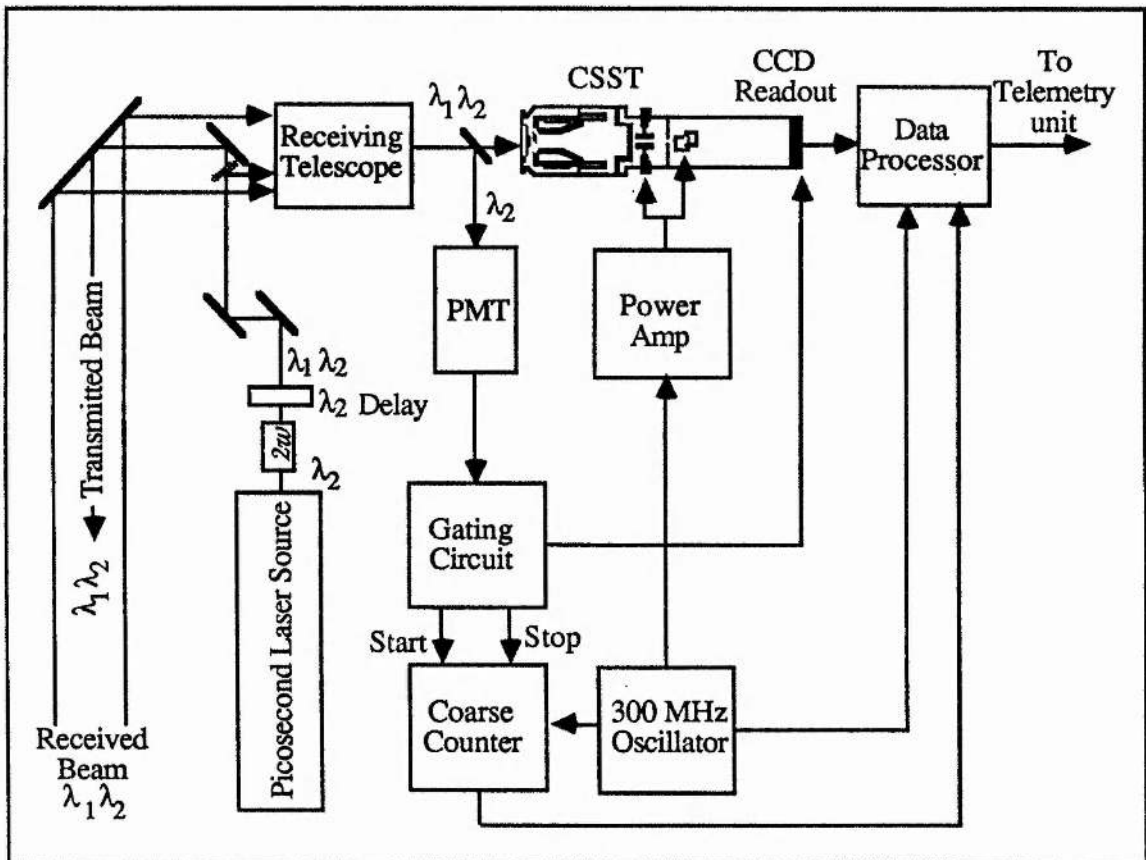 CSST
CCD
Readout
To
Telemetry
unit
λ₁ λ₂
Receiving
Telescope
Data
Processor
λ₂
PMT
Power
Amp
λ₁ λ₂
λ₂ Delay
2w
λ₂
Transmitted Beam
λ₁ λ₂
Picosecond Laser Source
Gating
Circuit
Start
Stop
Coarse
Counter
300 MHz
Oscillator
Received
Beam
λ₁ λ₂